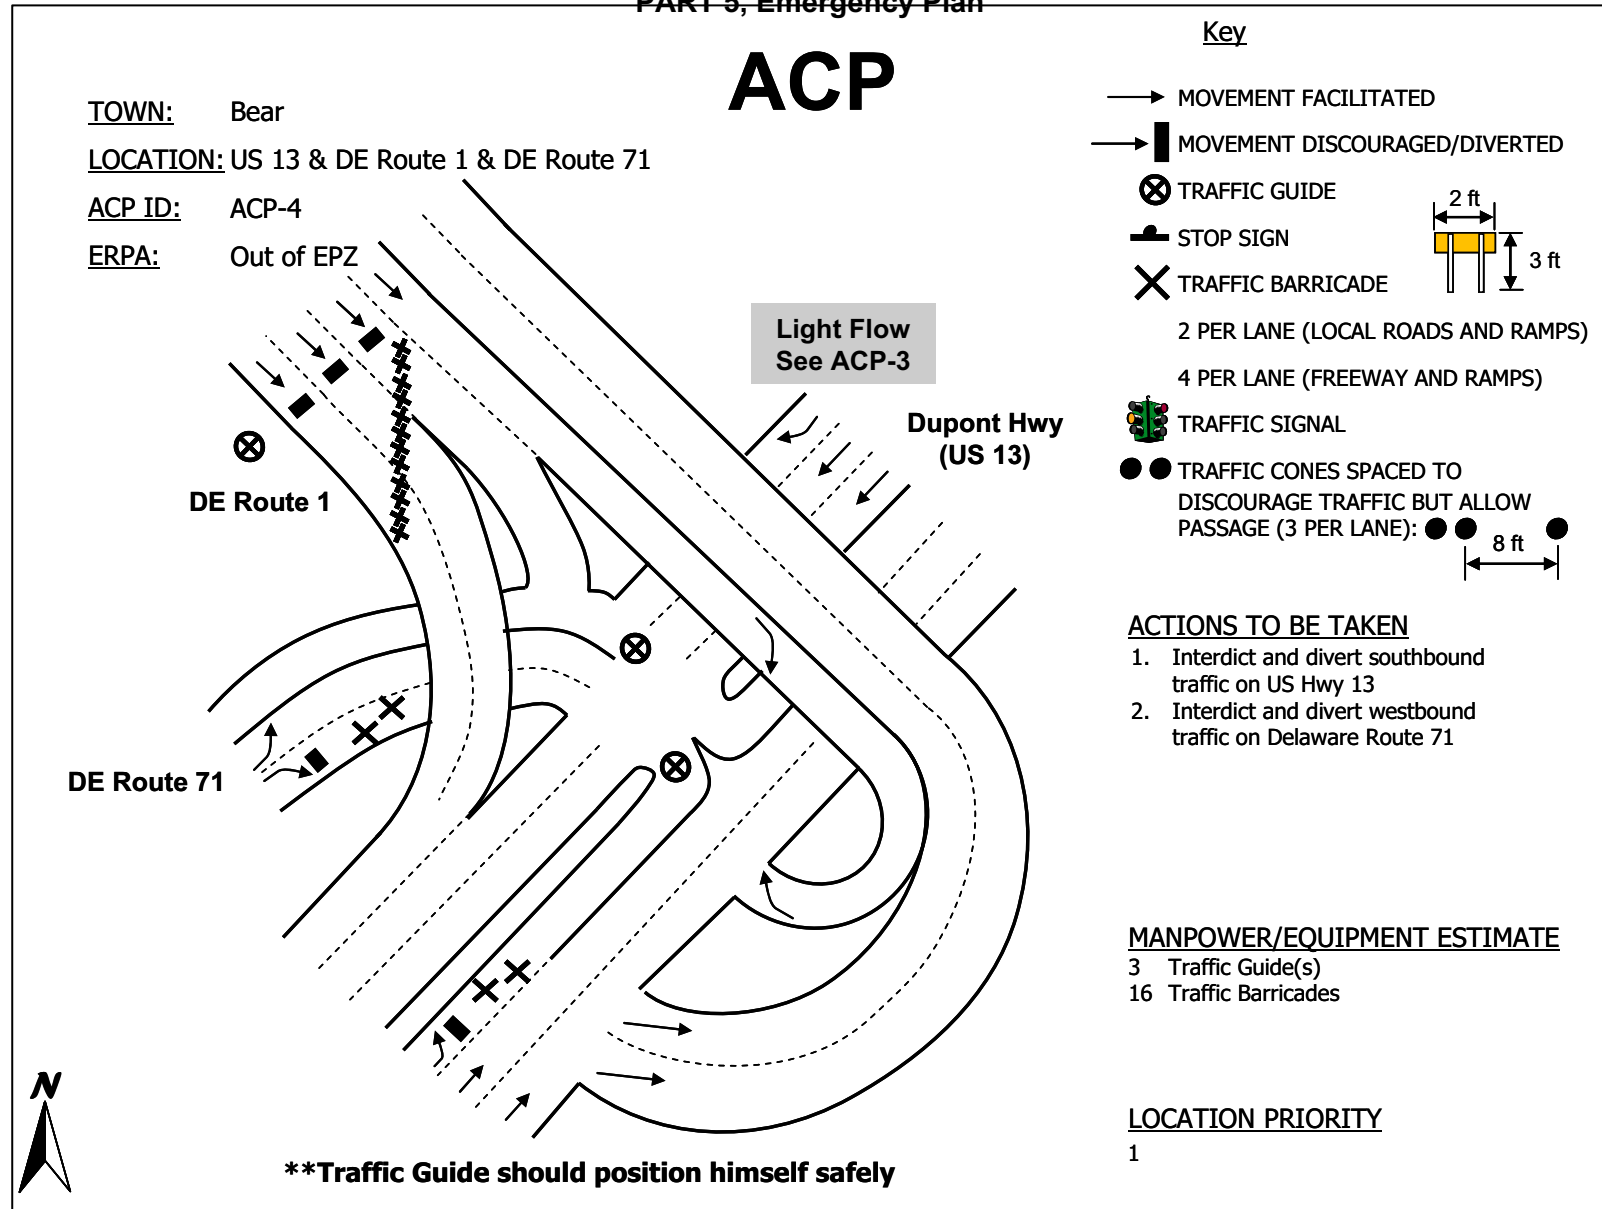 PART 5, Emergency Plan
ACP
TOWN: Bear
LOCATION: US 13 & DE Route 1 & DE Route 71
ACP ID: ACP-4
ERPA: Out of EPZ
Light Flow
See ACP-3
Dupont Hwy
(US 13)
DE Route 1
DE Route 71
N
**Traffic Guide should position himself safely
Key
MOVEMENT FACILITATED
MOVEMENT DISCOURAGED/DIVERTED
TRAFFIC GUIDE
2 ft
STOP SIGN
3 ft
TRAFFIC BARRICADE
2 PER LANE (LOCAL ROADS AND RAMPS)
4 PER LANE (FREEWAY AND RAMPS)
TRAFFIC SIGNAL
TRAFFIC CONES SPACED TO
DISCOURAGE TRAFFIC BUT ALLOW
PASSAGE (3 PER LANE):
8 ft
ACTIONS TO BE TAKEN
1. Interdict and divert southbound
traffic on US Hwy 13
2. Interdict and divert westbound
traffic on Delaware Route 71
MANPOWER/EQUIPMENT ESTIMATE
3 Traffic Guide(s)
16 Traffic Barricades
LOCATION PRIORITY
1